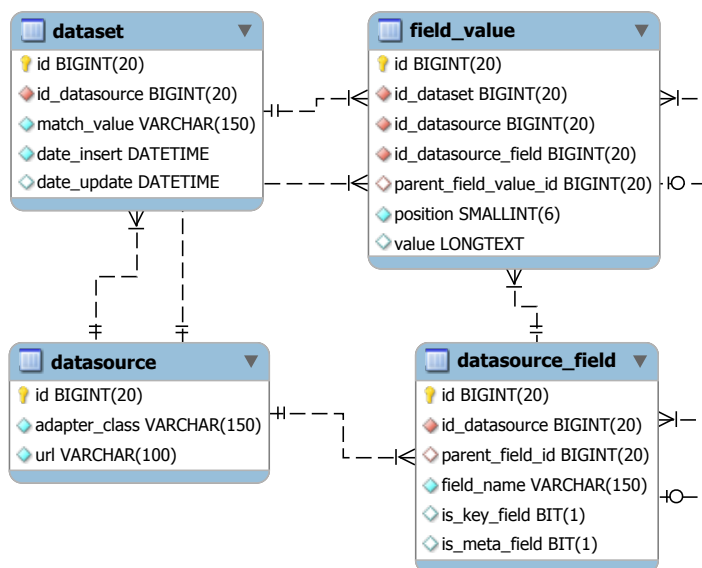 dataset
id BIGINT(20)
id_datasource BIGINT(20)
match_value VARCHAR(150)
date_insert DATETIME
date_update DATETIME
field_value
id BIGINT(20)
id_dataset BIGINT(20)
id_datasource BIGINT(20)
id_datasource_field BIGINT(20)
parent_field_value_id BIGINT(20)
position SMALLINT(6)
value LONGTEXT
datasource
id BIGINT(20)
adapter_class VARCHAR(150)
url VARCHAR(100)
datasource_field
id BIGINT(20)
id_datasource BIGINT(20)
parent_field_id BIGINT(20)
field_name VARCHAR(150)
is_key_field BIT(1)
is_meta_field BIT(1)